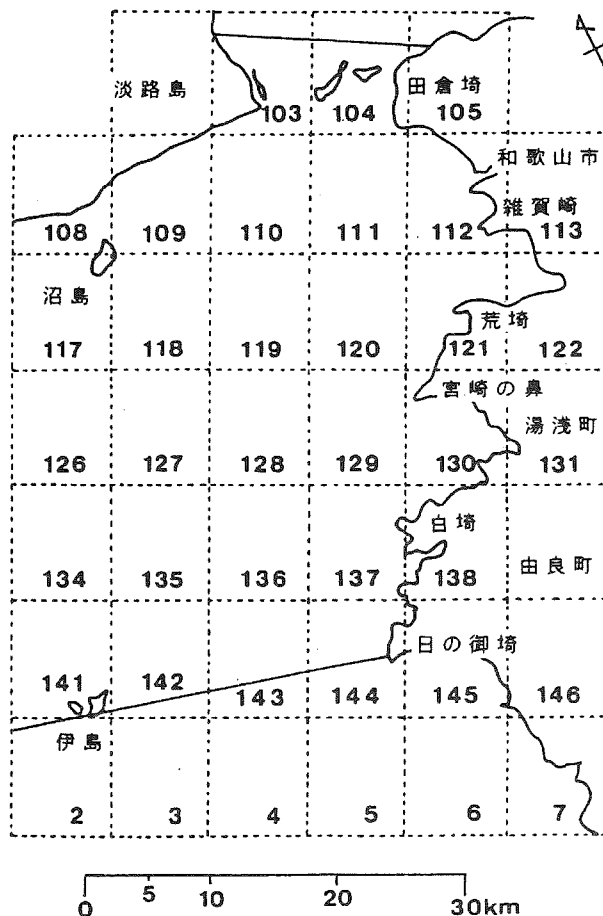 淡路島
田倉埼
103 104 105
和歌山市
雑賀崎
108 109 110 111 112 113
沼島
荒埼
117 118 119 120 121 122
宮崎の鼻
湯浅町
126 127 128 129 130 131
白埼
由良町
134 135 136 137 138
日の御埼
141 142 143 144 145 146
伊島
2 3 4 5 6 7
0 5 10 20 30km